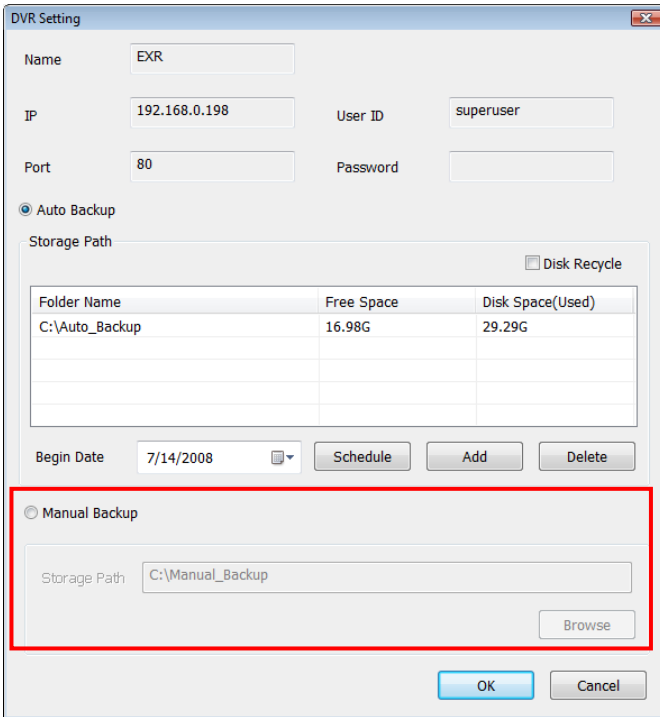 DVR Setting
Name EXR
IP 192.168.0.198 User ID superuser
Port 80 Password
Auto Backup
Storage Path
Disk Recycle
Folder Name Free Space Disk Space(Used)
C:\Auto_Backup 16.98G 29.29G
Begin Date 7/14/2008 Schedule Add Delete
Manual Backup
Storage Path C:\Manual_Backup
Browse
OK Cancel